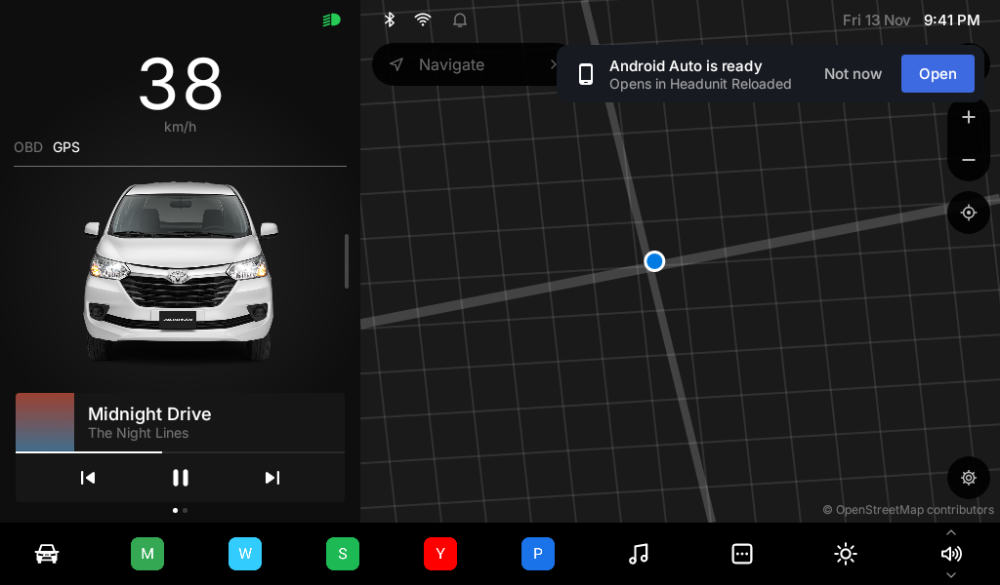 Fri 13 Nov 9:41 PM
38
km/h
OBD GPS
Navigate
Android Auto is ready
Opens in Headunit Reloaded
Not now
Open
Midnight Drive
The Night Lines
© OpenStreetMap contributors
M
W
S
Y
P